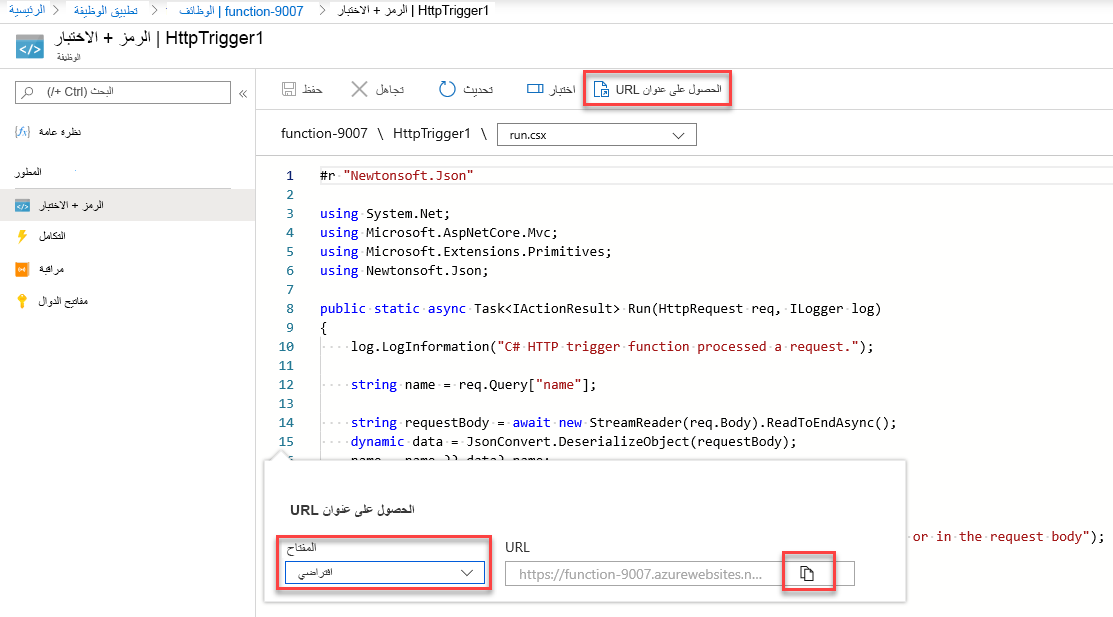 الرئيسية > تطبيق الوظيفة > function-9007 | الوظائف > HttpTrigger1 | الرمز + الاختبار
HttpTrigger1 | الرمز + الاختبار
الوظيفة
البحث (Ctrl +/)
«
نظرة عامة
المطور
الرمز + الاختبار
التكامل
مراقبة
مفاتيح الدوال
حفظ تجاهل تحديث اختبار الحصول على عنوان URL
function-9007 \ HttpTrigger1 \ run.csx
1 #r "Newtonsoft.Json"
2
3 using System.Net;
4 using Microsoft.AspNetCore.Mvc;
5 using Microsoft.Extensions.Primitives;
6 using Newtonsoft.Json;
7
8 public static async Task<IActionResult> Run(HttpRequest req, ILogger log)
9 {
10 log.LogInformation("C# HTTP trigger function processed a request.");
11
12 string name = req.Query["name"];
13
14 string requestBody = await new StreamReader(req.Body).ReadToEndAsync();
15 dynamic data = JsonConvert.DeserializeObject(requestBody);
or in the request body");
الحصول على عنوان URL
المفتاح
افتراضي
URL
https://function-9007.azurewebsites.n...